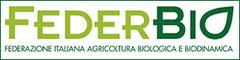 FEDERBIO
FEDERAZIONE ITALIANA AGRICOLTURA BIOLOGICA E BIODINAMICA